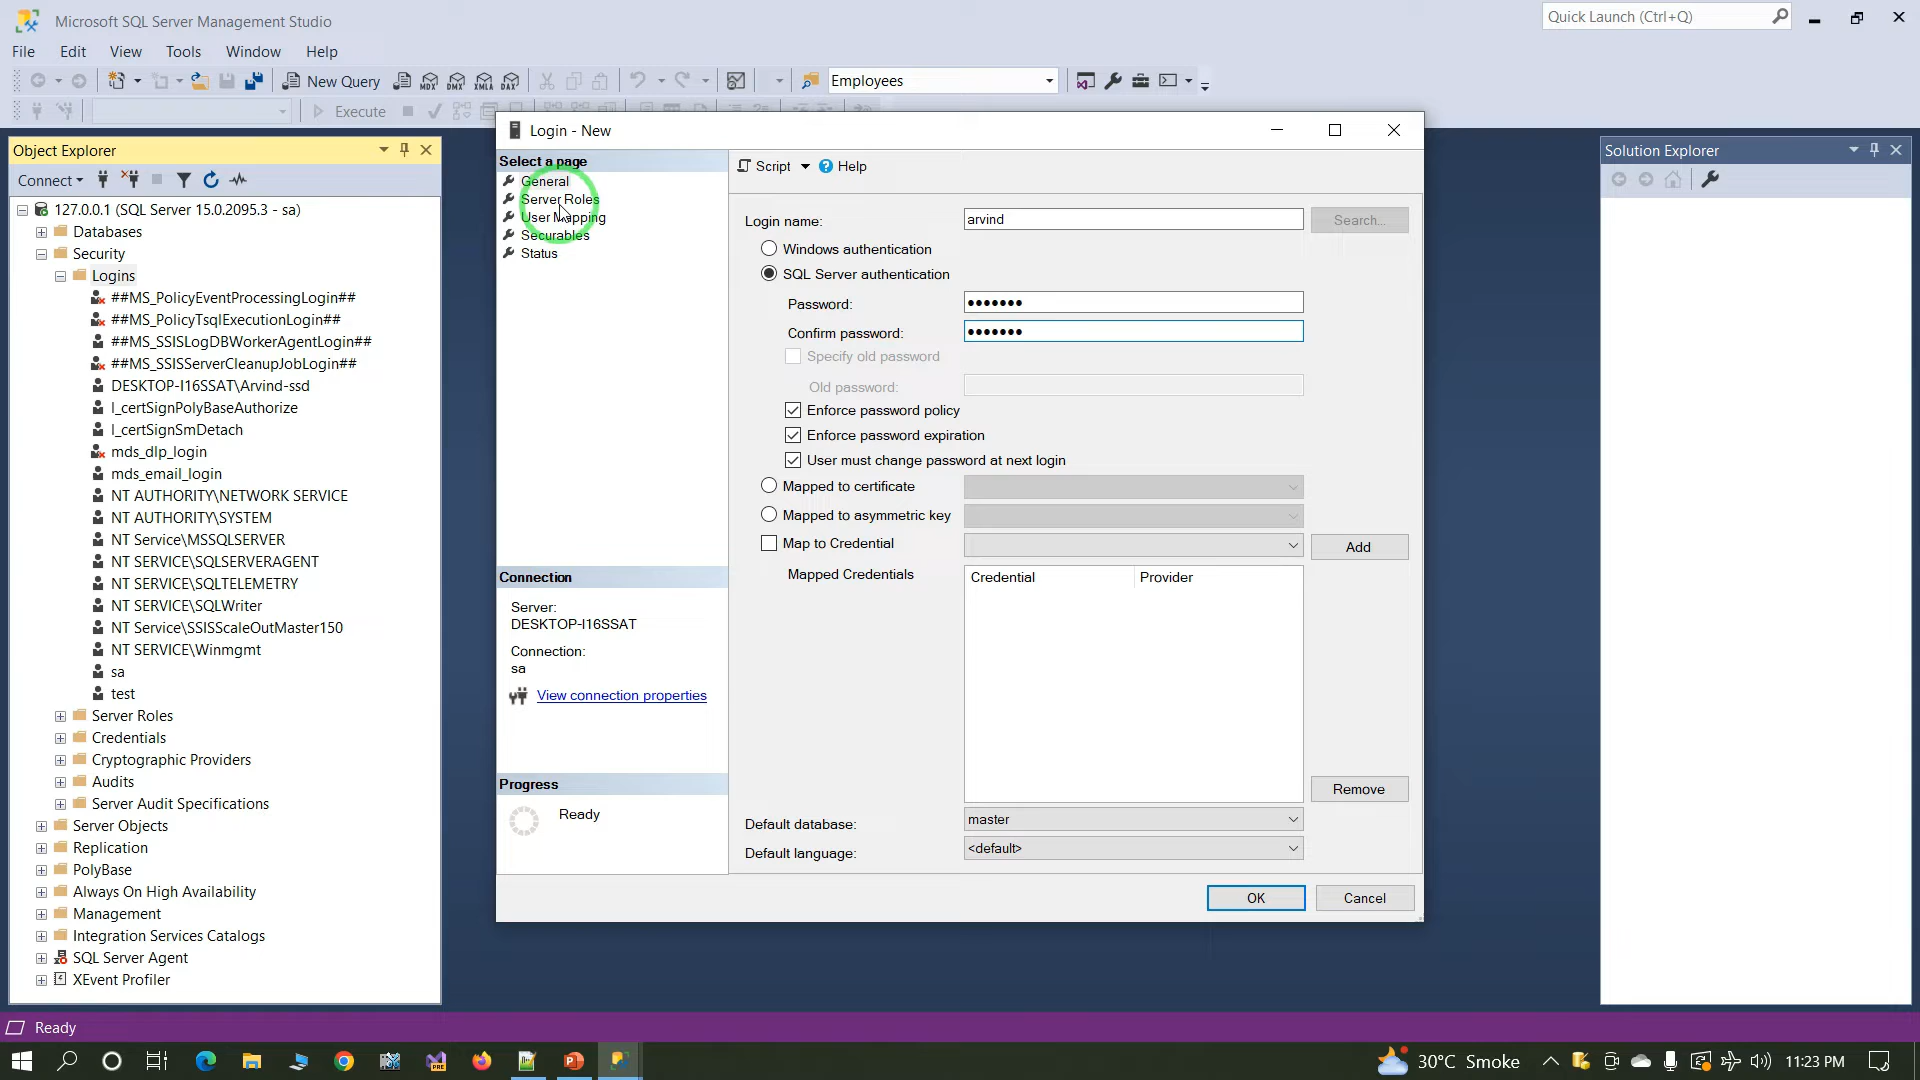 Microsoft SQL Server Management Studio
Quick Launch (Ctrl+Q)
File Edit View Tools Window Help
New Query
MDX DMX XMLA DAX
Employees
Execute
Object Explorer
Connect
127.0.0.1 (SQL Server 15.0.2095.3 - sa)
Databases
Security
Logins
##MS_PolicyEventProcessingLogin##
##MS_PolicyTsqlExecutionLogin##
##MS_SSISLogDBWorkerAgentLogin##
##MS_SSISServerCleanupJobLogin##
DESKTOP-I16SSAT\Arvind-ssd
l_certSignPolyBaseAuthorize
l_certSignSmDetach
mds_dlp_login
mds_email_login
NT AUTHORITY\NETWORK SERVICE
NT AUTHORITY\SYSTEM
NT Service\MSSQLSERVER
NT SERVICE\SQLSERVERAGENT
NT SERVICE\SQLTELEMETRY
NT SERVICE\SQLWriter
NT Service\SSISScaleOutMaster150
NT SERVICE\Winmgmt
sa
test
Server Roles
Credentials
Cryptographic Providers
Audits
Server Audit Specifications
Server Objects
Replication
PolyBase
Always On High Availability
Management
Integration Services Catalogs
SQL Server Agent
XEvent Profiler
Login - New
Select a page
General
Server Roles
User Mapping
Securables
Status
Connection
Server:
DESKTOP-I16SSAT
Connection:
sa
View connection properties
Progress
Ready
Script Help
Login name: arvind Search...
Windows authentication
SQL Server authentication
Password: •••••••
Confirm password: •••••••
Specify old password
Old password:
Enforce password policy
Enforce password expiration
User must change password at next login
Mapped to certificate
Mapped to asymmetric key
Map to Credential Add
Mapped Credentials Credential Provider
Remove
Default database: master
Default language: <default>
OK Cancel
Solution Explorer
Ready
PRE
30°C Smoke 11:23 PM